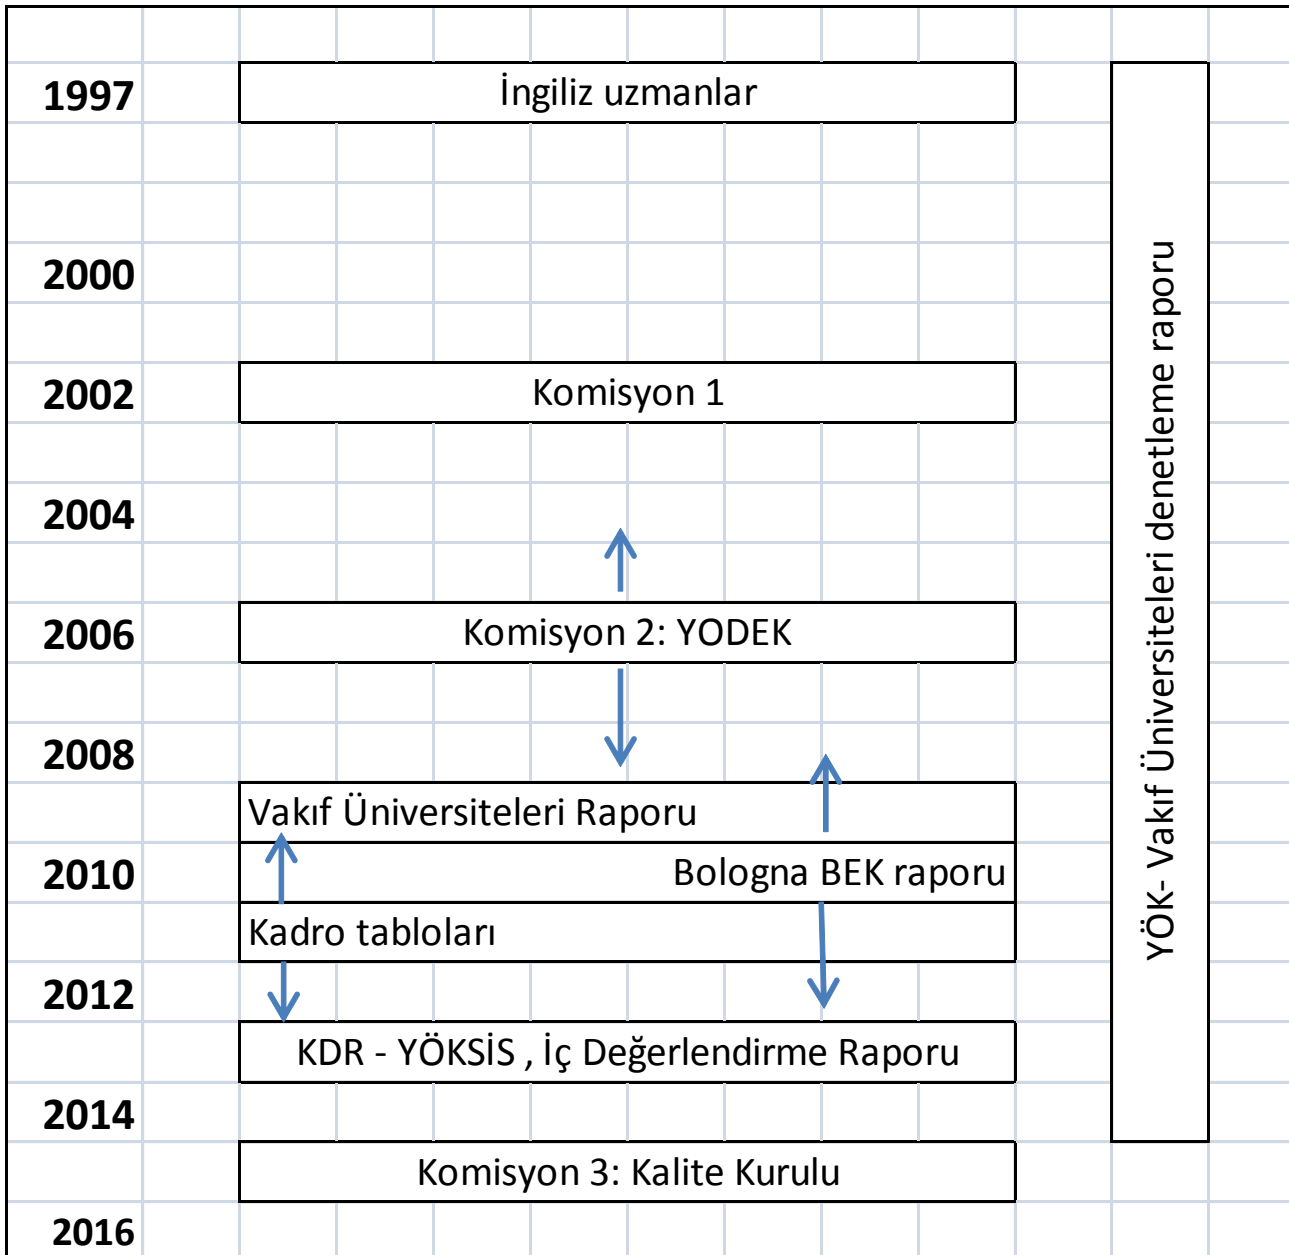 1997
İngiliz uzmanlar
2000
2002
Komisyon 1
2004
2006
Komisyon 2: YODEK
2008
Vakıf Üniversiteleri Raporu
2010
Bologna BEK raporu
Kadro tabloları
2012
KDR - YÖKSİS , İç Değerlendirme Raporu
2014
Komisyon 3: Kalite Kurulu
2016
YÖK- Vakıf Üniversiteleri denetleme raporu